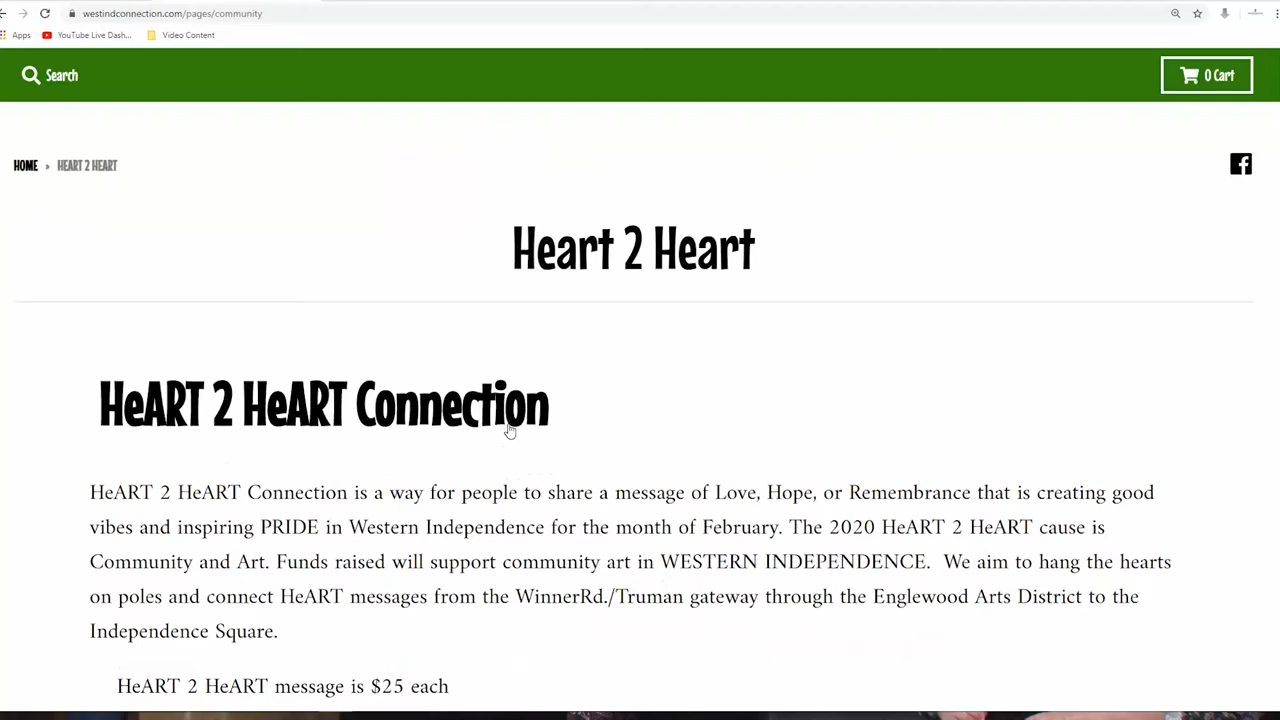 westindconnection.com/pages/community
Apps YouTube Live Dash... Video Content
Search 0 Cart
HOME » HEART 2 HEART
Heart 2 Heart
HeART 2 HeART Connection
HeART 2 HeART Connection is a way for people to share a message of Love, Hope, or Remembrance that is creating good
vibes and inspiring PRIDE in Western Independence for the month of February. The 2020 HeART 2 HeART cause is
Community and Art. Funds raised will support community art in WESTERN INDEPENDENCE. We aim to hang the hearts
on poles and connect HeART messages from the WinnerRd./Truman gateway through the Englewood Arts District to the
Independence Square.
HeART 2 HeART message is $25 each